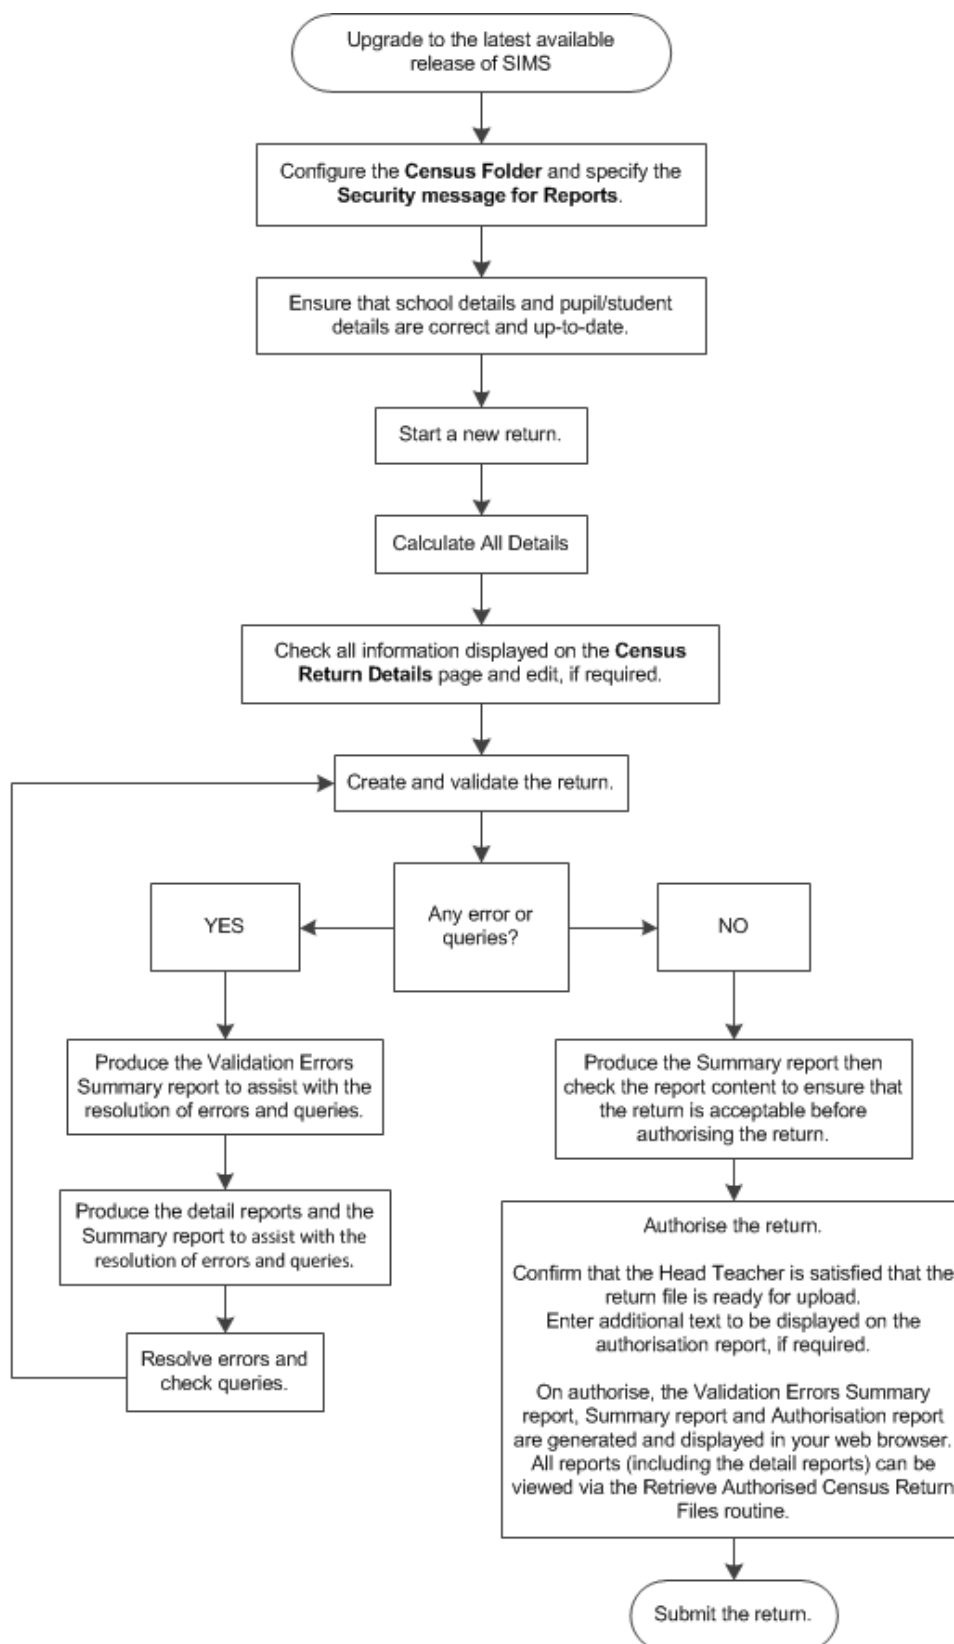 Upgrade to the latest available
release of SIMS
Configure the Census Folder and specify the
Security message for Reports.
Ensure that school details and pupil/student
details are correct and up-to-date.
Start a new return.
Calculate All Details
Check all information displayed on the Census
Return Details page and edit, if required.
Create and validate the return.
Any error or
queries?
YES
NO
Produce the Validation Errors
Summary report to assist with the
resolution of errors and queries.
Produce the detail reports and the
Summary report to assist with the
resolution of errors and queries.
Resolve errors and
check queries.
Produce the Summary report then
check the report content to ensure that
the return is acceptable before
authorising the return.
Authorise the return.
Confirm that the Head Teacher is satisfied that the
return file is ready for upload.
Enter additional text to be displayed on the
authorisation report, if required.
On authorise, the Validation Errors Summary
report, Summary report and Authorisation report
are generated and displayed in your web browser.
All reports (including the detail reports) can be
viewed via the Retrieve Authorised Census Return
Files routine.
Submit the return.